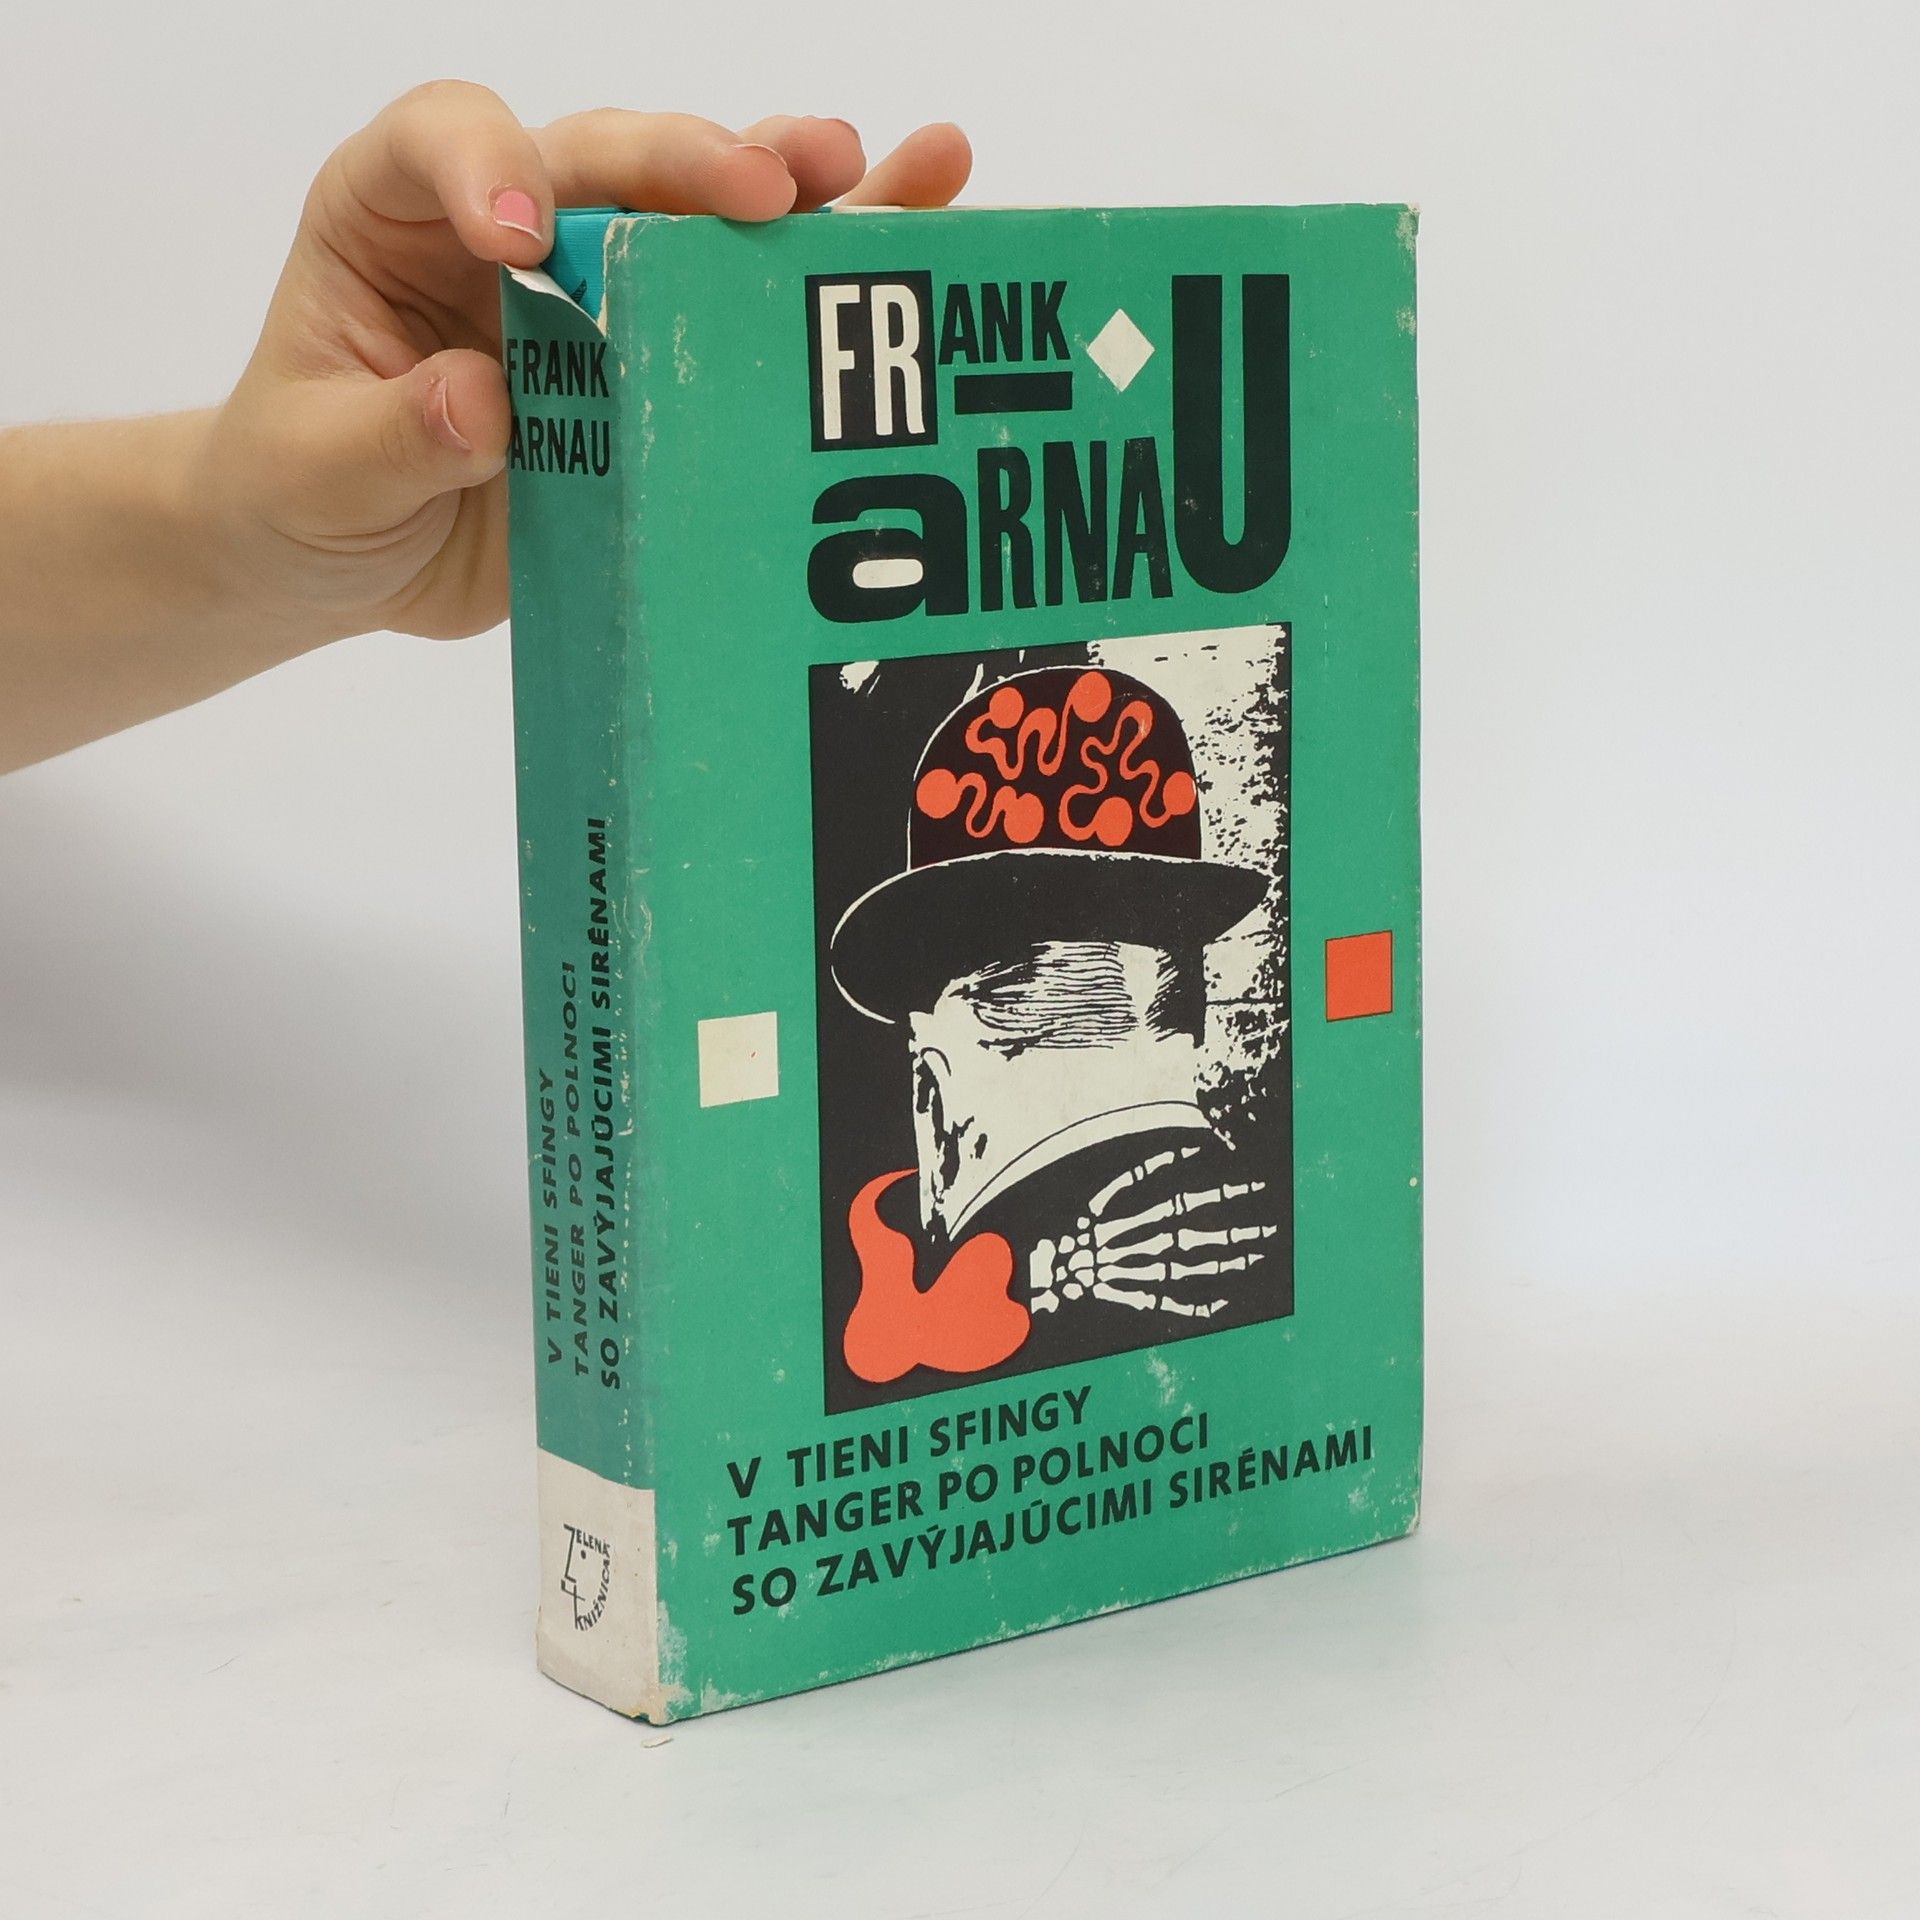 FRANK
ARNAU
V TIENI SFINGY
TANGER PO POLNOCI
SO ZAVÝJAJÚCIMI SIRÉNAMI
ZELENÁ
KNIŽNICA
FRANK
aRNAU
V TIENI SFINGY
TANGER PO POLNOCI
SO ZAVÝJAJÚCIMI SIRÉNAMI